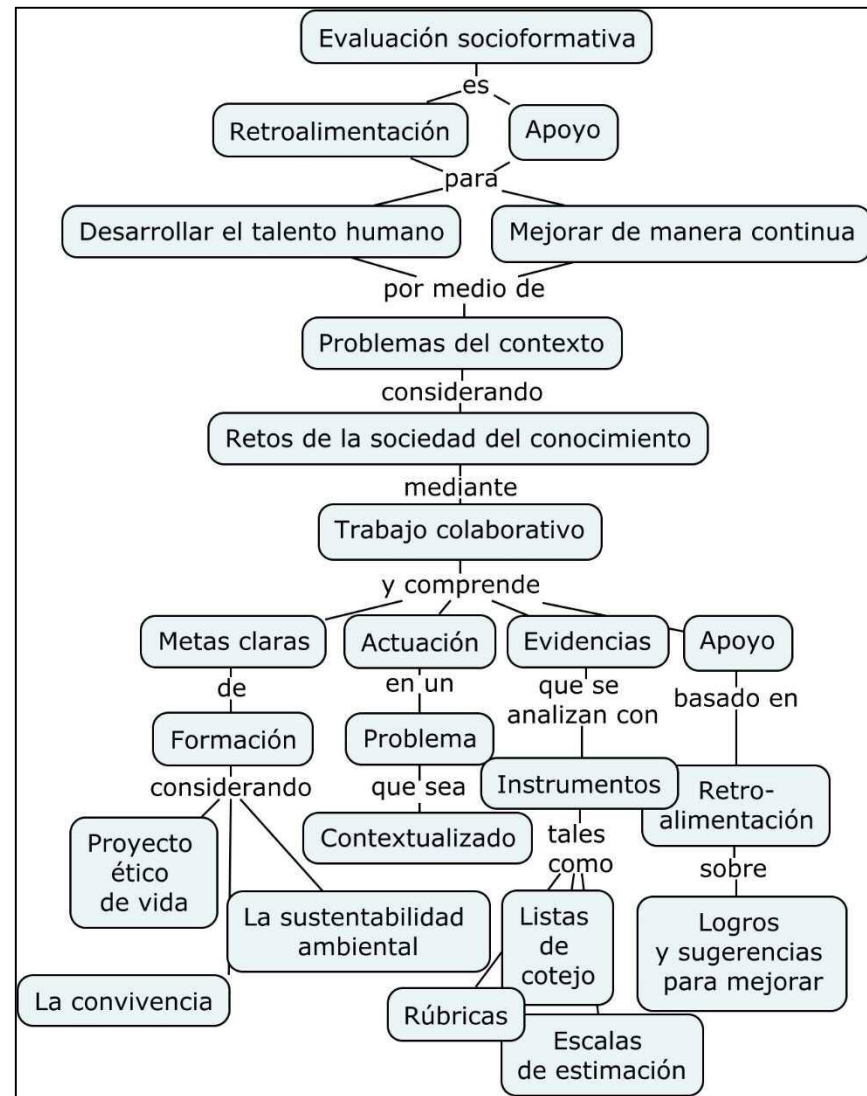 Evaluación socioformativa
es
Retroalimentación
Apoyo
para
Desarrollar el talento humano
Mejorar de manera continua
por medio de
Problemas del contexto
considerando
Retos de la sociedad del conocimiento
mediante
Trabajo colaborativo
y comprende
Metas claras
Actuación
Evidencias
Apoyo
de
en un
que se
analizan con
basado en
Formación
Problema
Instrumentos
Retro-
alimentación
considerando
que sea
tales
como
sobre
Proyecto
ético
de vida
Contextualizado
La sustentabilidad
ambiental
Listas
de
cotejo
Logros
y sugerencias
para mejorar
La convivencia
Rúbricas
Escalas
de estimación